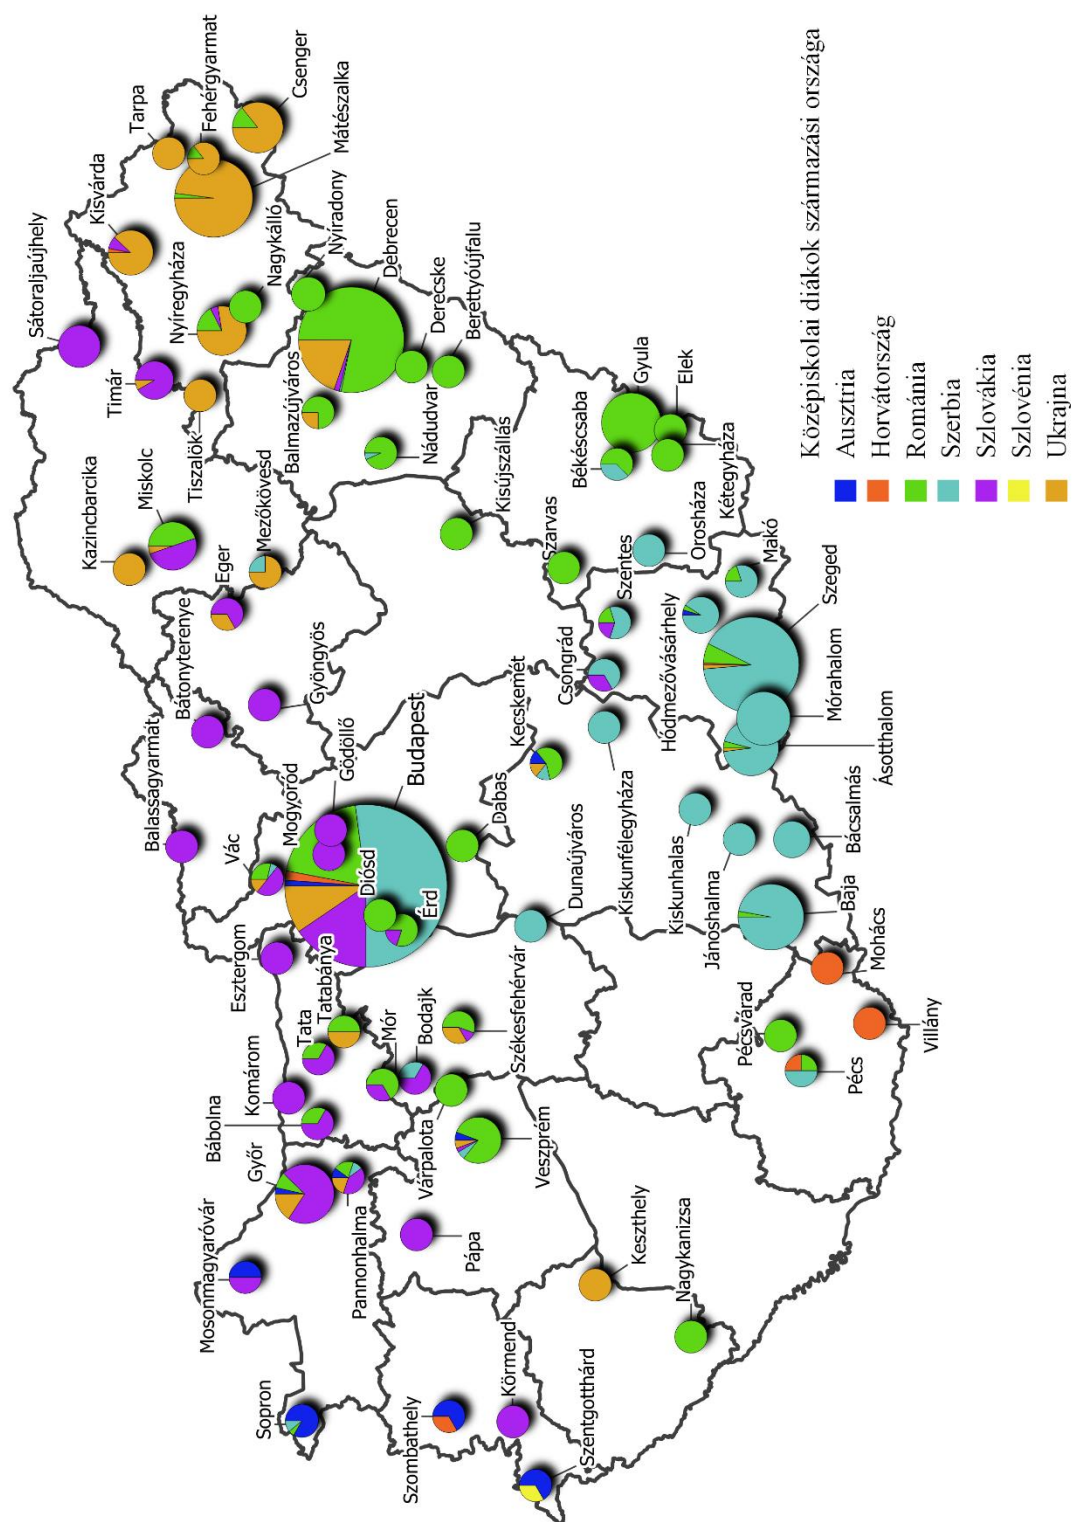 Sopron
Mosonmagyaróvár
Győr
Pannonhalma
Bábolna
Komárom
Tata
Tatabánya
Esztergom
Vác
Balassagyarmat
Bátonyterenye
Mogyoród
Gödöllő
Gyöngyös
Budapest
Diósd
Érd
Eger
Mezőkövesd
Kazincbarcika
Miskolc
Tiszalök
Timár
Sátoraljaújhely
Kisvárda
Tarpa
Fehérgyarmat
Csenger
Mátészalka
Nyíregyháza
Nagykálló
Nyíradony
Debrecen
Derecske
Berettyóújfalu
Balmazújváros
Nádudvar
Kisújszállás
Szombathely
Körmend
Szentgotthárd
Pápa
Várpalota
Veszprém
Mór
Bodajk
Székesfehérvár
Keszthely
Nagykanizsa
Dabas
Dunaújváros
Kecskemét
Kiskunfélegyháza
Csongrád
Szentes
Szarvas
Békéscsaba
Gyula
Elek
Kétegyháza
Orosháza
Makó
Hódmezővásárhely
Szeged
Mórahalom
Ásotthalom
Kiskunhalas
Jánoshalma
Bácsalmás
Baja
Mohács
Villány
Pécsvárad
Pécs
Középiskolai diákok származási országa
Ausztria
Horvátország
Románia
Szerbia
Szlovákia
Szlovénia
Ukrajna